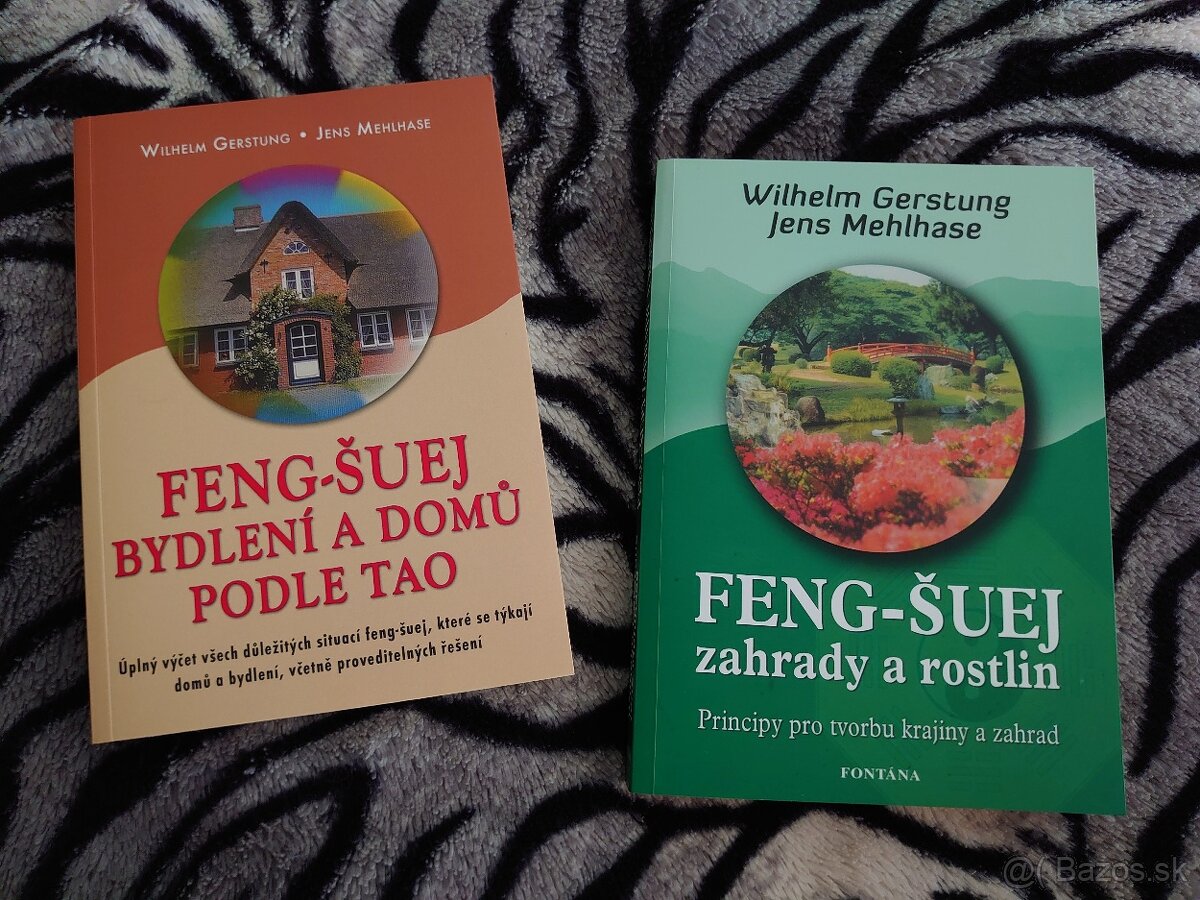 WILHELM GERSTUNG • JENS MEHLHASE
FENG-ŠUEJ
BYDLENÍ A DOMŮ
PODLE TAO
Úplný výčet všech důležitých situací feng-šuej, které se týkají
domů a bydlení, včetně proveditelných řešení
Wilhelm Gerstung
Jens Mehlhase
FENG-ŠUEJ
zahrady a rostlin
Principy pro tvorbu krajiny a zahrad
FONTÁNA
@( Bazos.sk